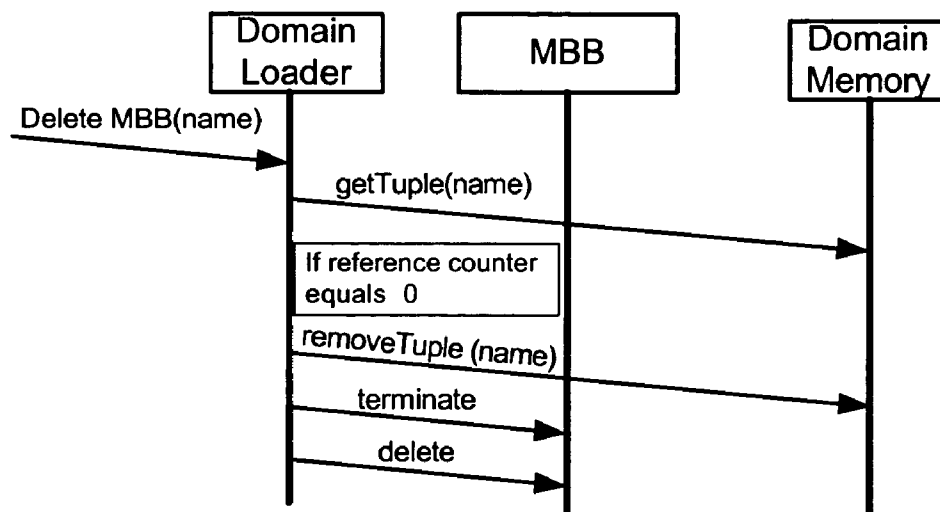 Domain
Loader
MBB
Domain
Memory
Delete MBB(name)
getTuple(name)
If reference counter
equals 0
removeTuple (name)
terminate
delete